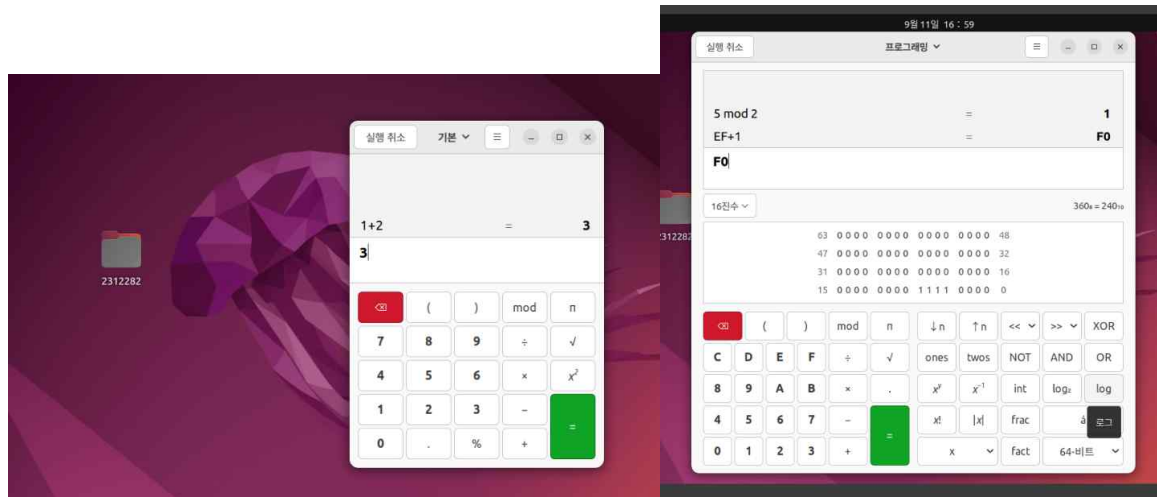 실행 취소 기본
1+2 = 3
3
2312282
( ) mod π
7 8 9 ÷ √
4 5 6 × x²
1 2 3 −
=
0 . % +
9월 11일 16 : 59
실행 취소 프로그래밍
5 mod 2 = 1
EF+1 = F0
F0
16진수 360₈ = 240₁₀
2312282
63 0000 0000 0000 0000 48
47 0000 0000 0000 0000 32
31 0000 0000 0000 0000 16
15 0000 0000 1111 0000 0
( ) mod π ↓n ↑n << >> XOR
C D E F ÷ √ ones twos NOT AND OR
8 9 A B × . xʸ x⁻¹ int log₂ log
4 5 6 7 − x! |x| frac 로그
=
0 1 2 3 + x fact 64-비트